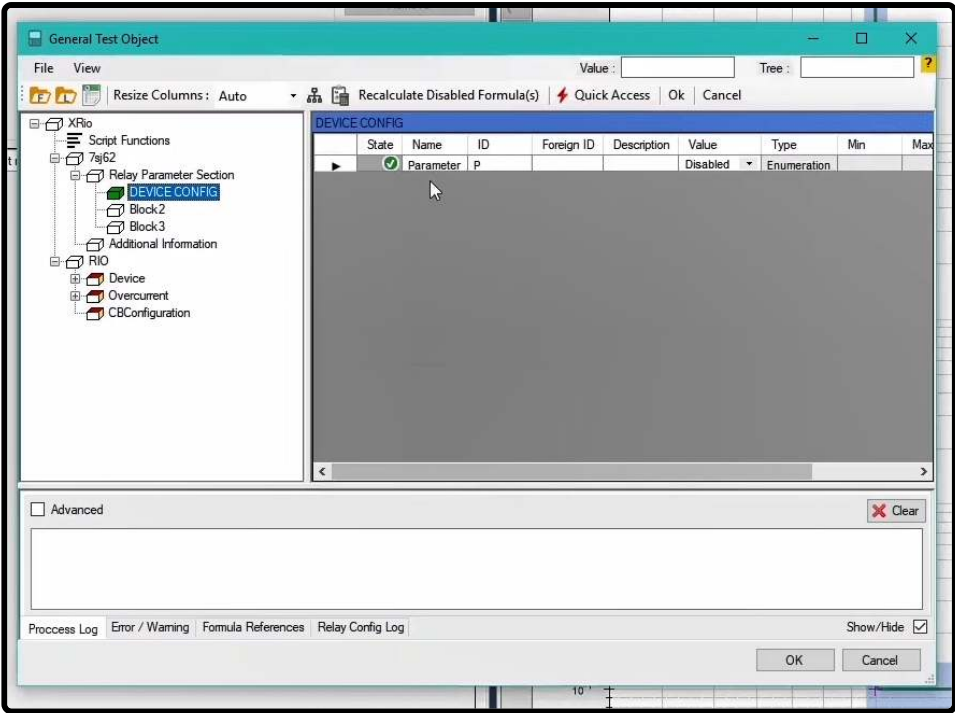 General Test Object
File View Value : Tree : ?
Resize Columns : Auto Recalculate Disabled Formula(s) Quick Access Ok Cancel
XRio
Script Functions
7sj62
Relay Parameter Section
DEVICE CONFIG
Block2
Block3
Additional Information
RIO
Device
Overcurrent
CBConfiguration
DEVICE CONFIG
State Name ID Foreign ID Description Value Type Min Max
Parameter P Disabled Enumeration
Advanced
Clear
Proccess Log Error / Warning Formula References Relay Config Log Show/Hide
OK Cancel